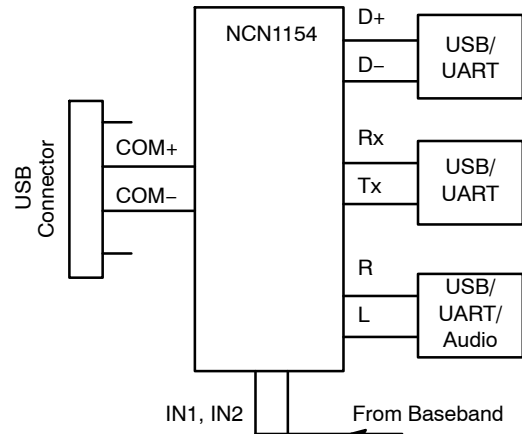 NCN1154
D+
D−
USB/
UART
USB
Connector
COM+
COM−
Rx
Tx
USB/
UART
R
L
USB/
UART/
Audio
IN1, IN2
From Baseband